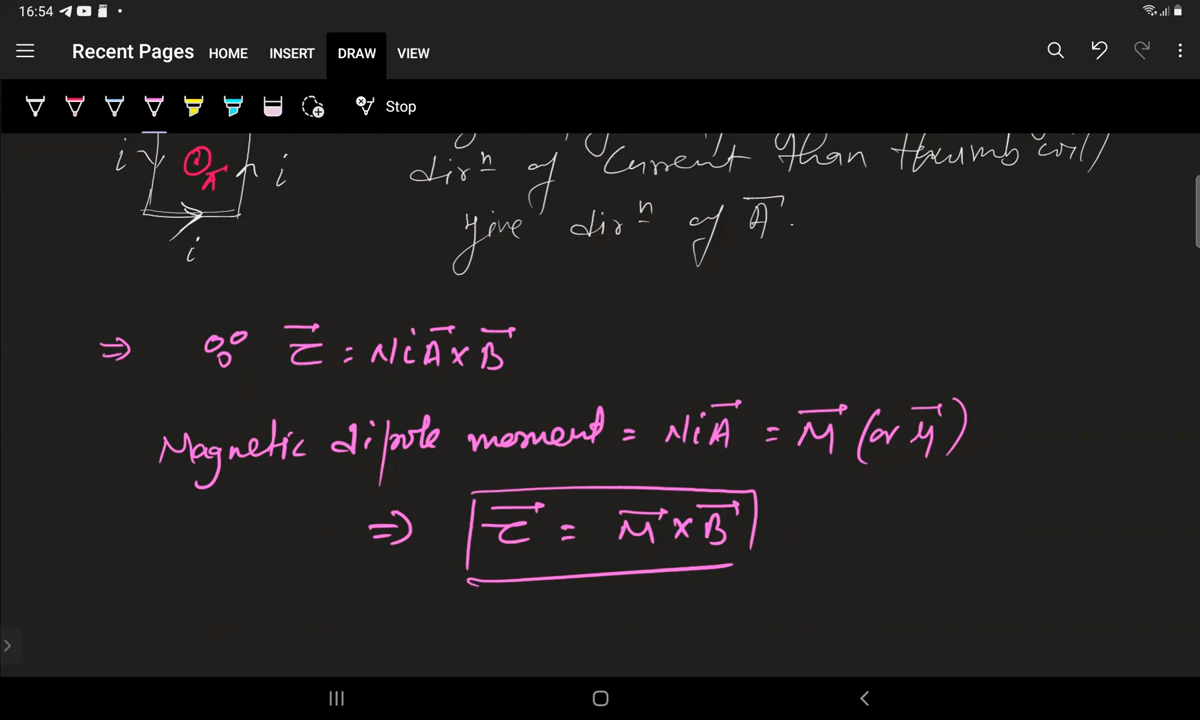 16:54
Recent Pages HOME INSERT DRAW VIEW
Stop
i A i dirⁿ of Current than thumb will
i give dirⁿ of A⃗.
⇒ ∴ τ⃗ = NiA⃗ × B⃗
Magnetic dipole moment = NiA⃗ = M⃗ (or μ⃗)
⇒ τ⃗ = M⃗ × B⃗